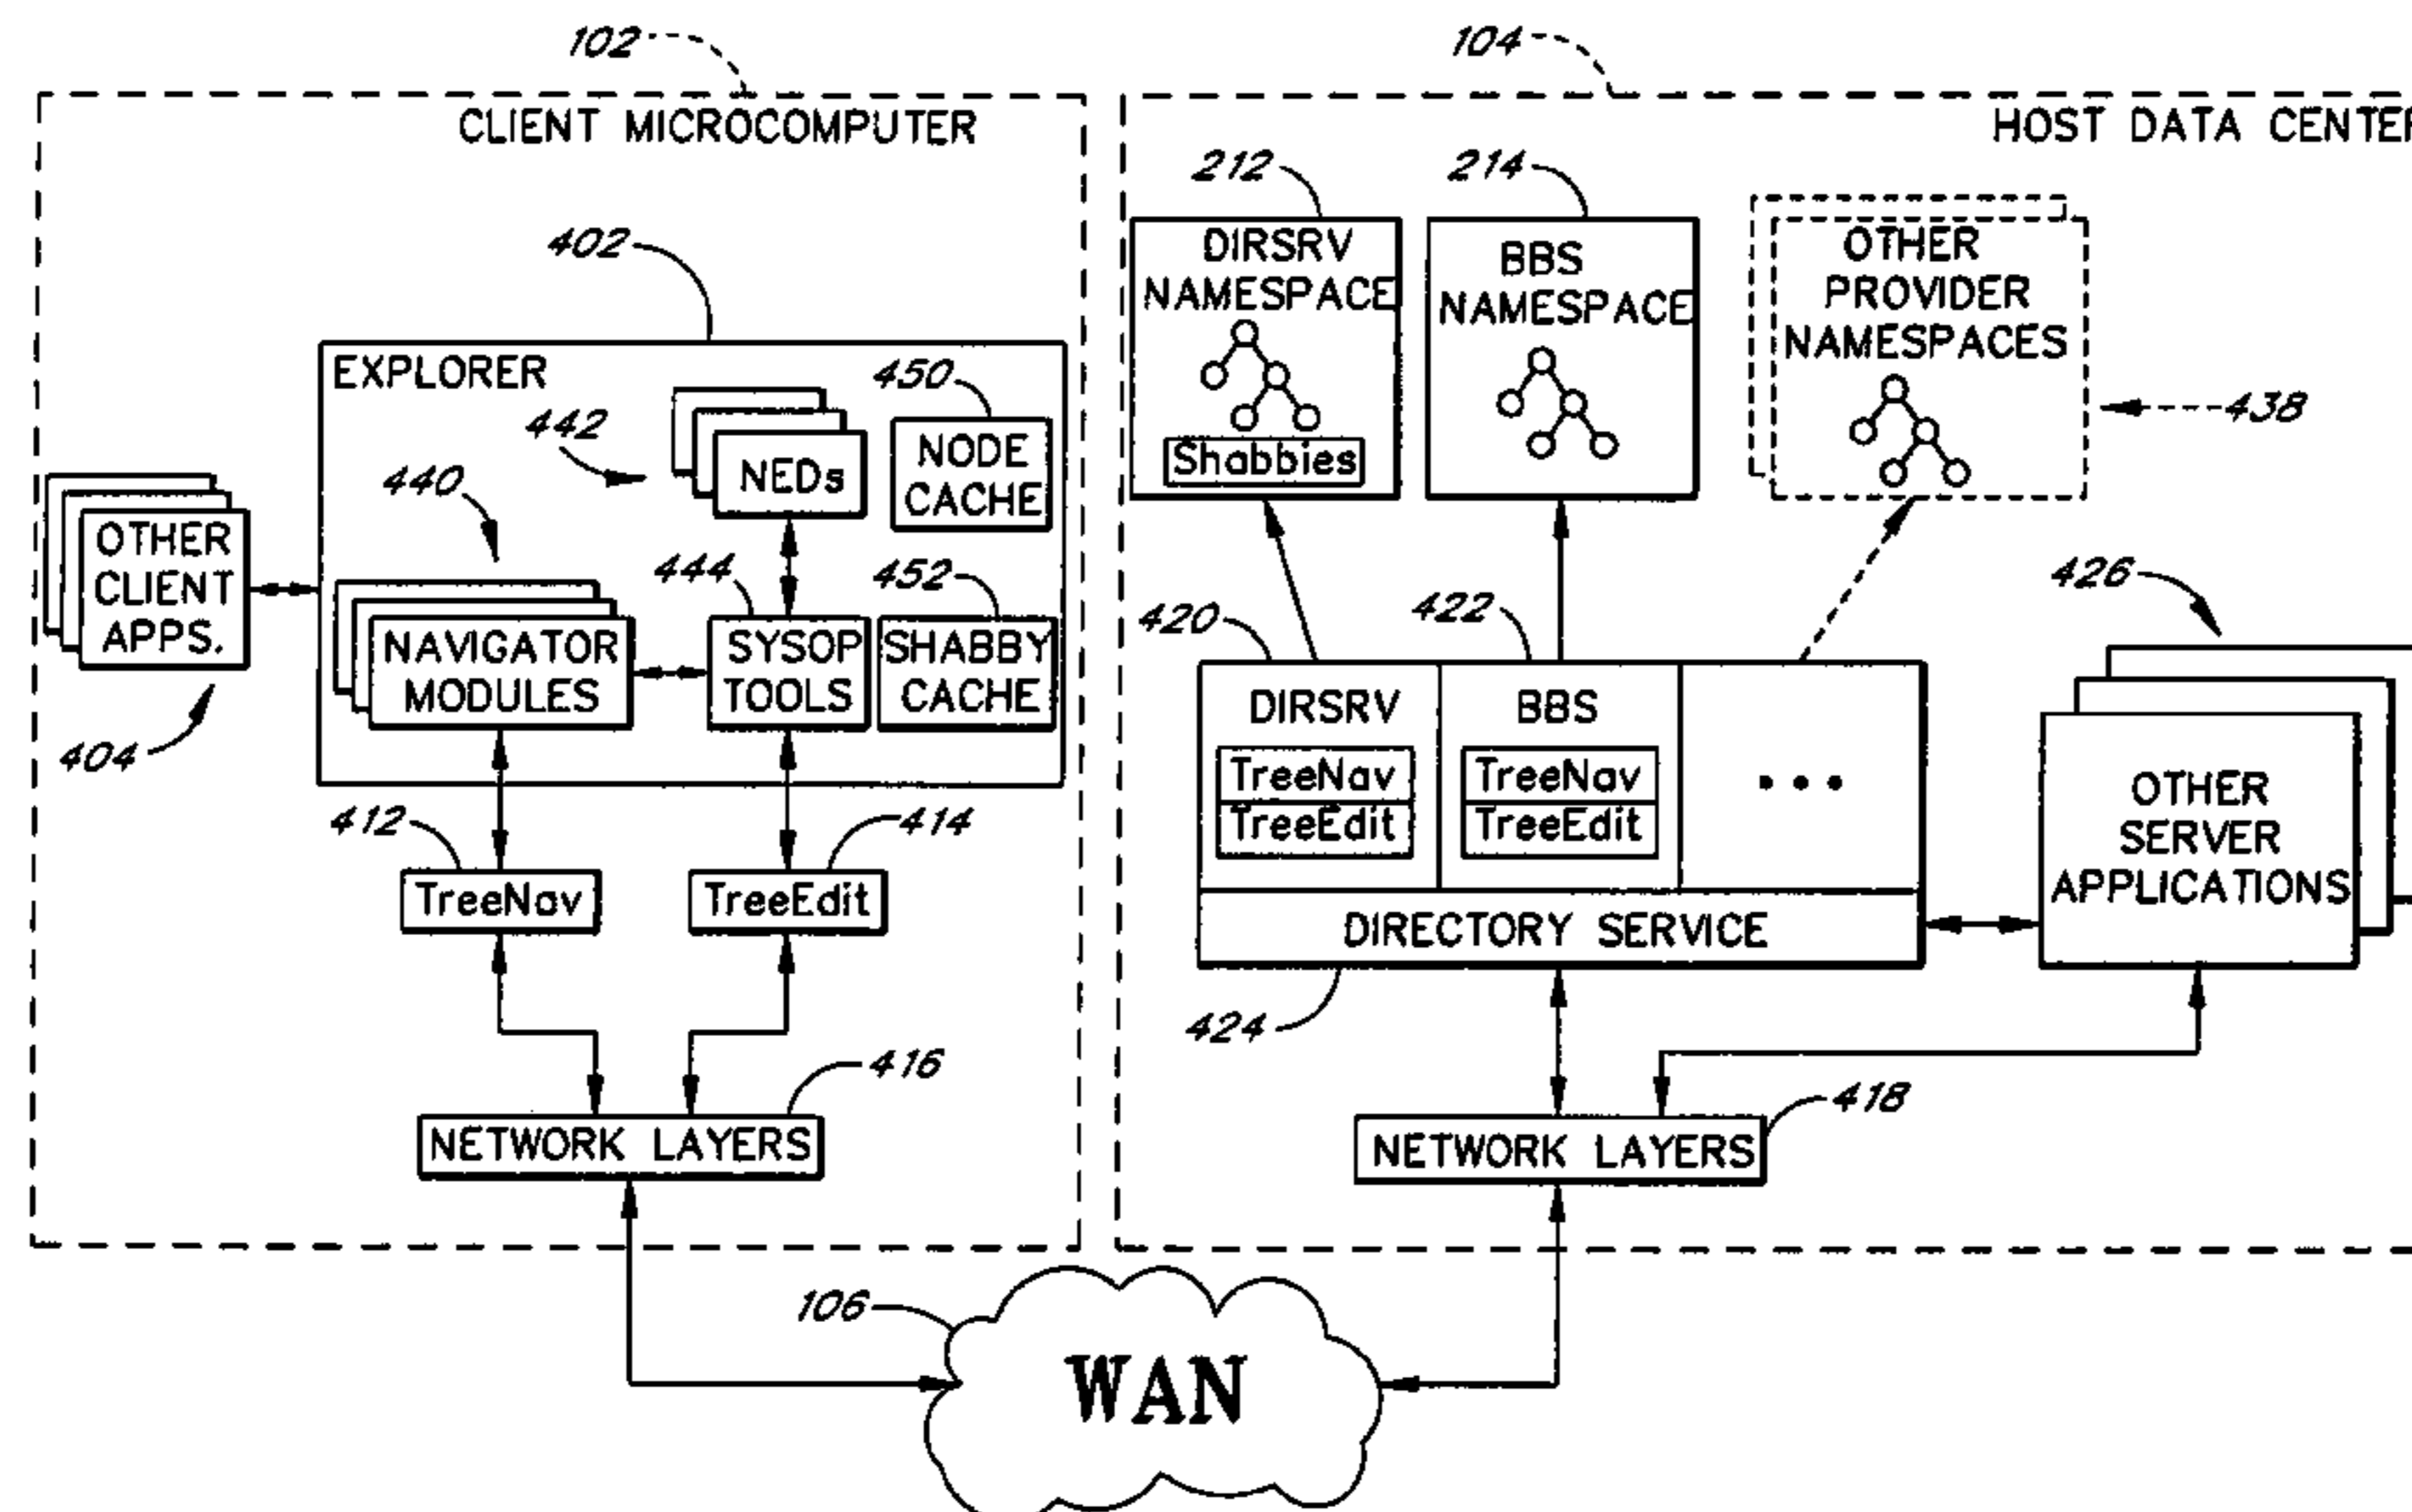 102
104
CLIENT MICROCOMPUTER
HOST DATA CENTER
212
214
402
DIRSRV
NAMESPACE
Shabbies
BBS
NAMESPACE
OTHER
PROVIDER
NAMESPACES
438
EXPLORER
442
NEDs
450
NODE
CACHE
440
OTHER
CLIENT
APPS.
404
NAVIGATOR
MODULES
444
SYSOP
TOOLS
452
SHABBY
CACHE
420
422
426
DIRSRV
TreeNav
TreeEdit
BBS
TreeNav
TreeEdit
• • •
DIRECTORY SERVICE
424
OTHER
SERVER
APPLICATIONS
412
TreeNav
414
TreeEdit
416
NETWORK LAYERS
418
NETWORK LAYERS
106
WAN